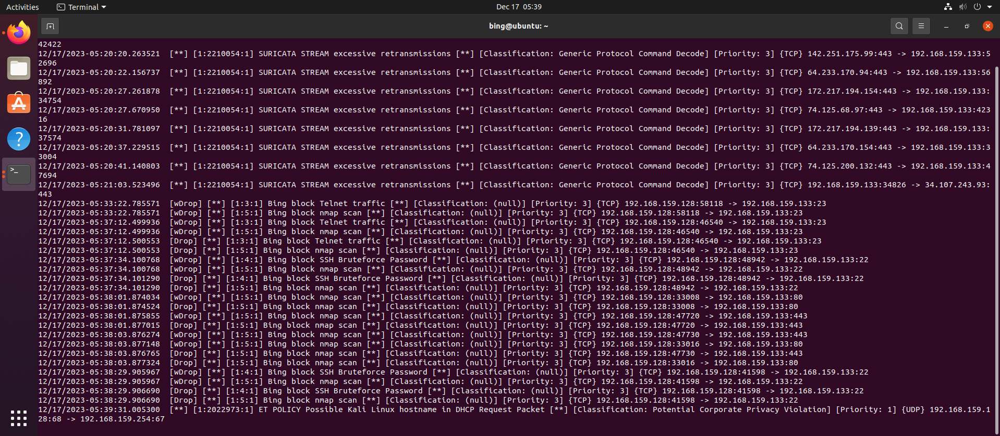 Activities
Terminal
Dec 17 05:39
bing@ubuntu: ~
42422
12/17/2023-05:20:20.263521  [**] [1:2210054:1] SURICATA STREAM excessive retransmissions [**] [Classification: Generic Protocol Command Decode] [Priority: 3] {TCP} 142.251.175.99:443 -> 192.168.159.133:5
2696
12/17/2023-05:20:22.156737  [**] [1:2210054:1] SURICATA STREAM excessive retransmissions [**] [Classification: Generic Protocol Command Decode] [Priority: 3] {TCP} 64.233.170.94:443 -> 192.168.159.133:56
892
12/17/2023-05:20:27.261878  [**] [1:2210054:1] SURICATA STREAM excessive retransmissions [**] [Classification: Generic Protocol Command Decode] [Priority: 3] {TCP} 172.217.194.154:443 -> 192.168.159.133:
34754
12/17/2023-05:20:27.670950  [**] [1:2210054:1] SURICATA STREAM excessive retransmissions [**] [Classification: Generic Protocol Command Decode] [Priority: 3] {TCP} 74.125.68.97:443 -> 192.168.159.133:423
16
12/17/2023-05:20:31.781097  [**] [1:2210054:1] SURICATA STREAM excessive retransmissions [**] [Classification: Generic Protocol Command Decode] [Priority: 3] {TCP} 172.217.194.139:443 -> 192.168.159.133:
37574
12/17/2023-05:20:37.229515  [**] [1:2210054:1] SURICATA STREAM excessive retransmissions [**] [Classification: Generic Protocol Command Decode] [Priority: 3] {TCP} 64.233.170.154:443 -> 192.168.159.133:3
3004
12/17/2023-05:20:41.140803  [**] [1:2210054:1] SURICATA STREAM excessive retransmissions [**] [Classification: Generic Protocol Command Decode] [Priority: 3] {TCP} 74.125.200.132:443 -> 192.168.159.133:4
7694
12/17/2023-05:21:03.523496  [**] [1:2210054:1] SURICATA STREAM excessive retransmissions [**] [Classification: Generic Protocol Command Decode] [Priority: 3] {TCP} 192.168.159.133:34826 -> 34.107.243.93:
443
12/17/2023-05:33:22.785571  [wDrop] [**] [1:3:1] Bing block Telnet traffic [**] [Classification: (null)] [Priority: 3] {TCP} 192.168.159.128:58118 -> 192.168.159.133:23
12/17/2023-05:33:22.785571  [wDrop] [**] [1:5:1] Bing block nmap scan [**] [Classification: (null)] [Priority: 3] {TCP} 192.168.159.128:58118 -> 192.168.159.133:23
12/17/2023-05:37:12.499936  [wDrop] [**] [1:3:1] Bing block Telnet traffic [**] [Classification: (null)] [Priority: 3] {TCP} 192.168.159.128:46540 -> 192.168.159.133:23
12/17/2023-05:37:12.499936  [wDrop] [**] [1:5:1] Bing block nmap scan [**] [Classification: (null)] [Priority: 3] {TCP} 192.168.159.128:46540 -> 192.168.159.133:23
12/17/2023-05:37:12.500553  [Drop] [**] [1:3:1] Bing block Telnet traffic [**] [Classification: (null)] [Priority: 3] {TCP} 192.168.159.128:46540 -> 192.168.159.133:23
12/17/2023-05:37:12.500553  [Drop] [**] [1:5:1] Bing block nmap scan [**] [Classification: (null)] [Priority: 3] {TCP} 192.168.159.128:46540 -> 192.168.159.133:23
12/17/2023-05:37:34.100768  [wDrop] [**] [1:4:1] Bing block SSH Bruteforce Password [**] [Classification: (null)] [Priority: 3] {TCP} 192.168.159.128:48942 -> 192.168.159.133:22
12/17/2023-05:37:34.100768  [wDrop] [**] [1:5:1] Bing block nmap scan [**] [Classification: (null)] [Priority: 3] {TCP} 192.168.159.128:48942 -> 192.168.159.133:22
12/17/2023-05:37:34.101290  [Drop] [**] [1:4:1] Bing block SSH Bruteforce Password [**] [Classification: (null)] [Priority: 3] {TCP} 192.168.159.128:48942 -> 192.168.159.133:22
12/17/2023-05:37:34.101290  [Drop] [**] [1:5:1] Bing block nmap scan [**] [Classification: (null)] [Priority: 3] {TCP} 192.168.159.128:48942 -> 192.168.159.133:22
12/17/2023-05:38:01.874034  [wDrop] [**] [1:5:1] Bing block nmap scan [**] [Classification: (null)] [Priority: 3] {TCP} 192.168.159.128:33008 -> 192.168.159.133:80
12/17/2023-05:38:01.874524  [Drop] [**] [1:5:1] Bing block nmap scan [**] [Classification: (null)] [Priority: 3] {TCP} 192.168.159.128:33008 -> 192.168.159.133:80
12/17/2023-05:38:01.875855  [wDrop] [**] [1:5:1] Bing block nmap scan [**] [Classification: (null)] [Priority: 3] {TCP} 192.168.159.128:47720 -> 192.168.159.133:443
12/17/2023-05:38:01.877015  [Drop] [**] [1:5:1] Bing block nmap scan [**] [Classification: (null)] [Priority: 3] {TCP} 192.168.159.128:47720 -> 192.168.159.133:443
12/17/2023-05:38:03.876274  [wDrop] [**] [1:5:1] Bing block nmap scan [**] [Classification: (null)] [Priority: 3] {TCP} 192.168.159.128:47730 -> 192.168.159.133:443
12/17/2023-05:38:03.877148  [wDrop] [**] [1:5:1] Bing block nmap scan [**] [Classification: (null)] [Priority: 3] {TCP} 192.168.159.128:33016 -> 192.168.159.133:80
12/17/2023-05:38:03.876765  [Drop] [**] [1:5:1] Bing block nmap scan [**] [Classification: (null)] [Priority: 3] {TCP} 192.168.159.128:47730 -> 192.168.159.133:443
12/17/2023-05:38:03.877324  [Drop] [**] [1:5:1] Bing block nmap scan [**] [Classification: (null)] [Priority: 3] {TCP} 192.168.159.128:33016 -> 192.168.159.133:80
12/17/2023-05:38:29.905967  [wDrop] [**] [1:4:1] Bing block SSH Bruteforce Password [**] [Classification: (null)] [Priority: 3] {TCP} 192.168.159.128:41598 -> 192.168.159.133:22
12/17/2023-05:38:29.905967  [wDrop] [**] [1:5:1] Bing block nmap scan [**] [Classification: (null)] [Priority: 3] {TCP} 192.168.159.128:41598 -> 192.168.159.133:22
12/17/2023-05:38:29.906690  [Drop] [**] [1:4:1] Bing block SSH Bruteforce Password [**] [Classification: (null)] [Priority: 3] {TCP} 192.168.159.128:41598 -> 192.168.159.133:22
12/17/2023-05:38:29.906690  [Drop] [**] [1:5:1] Bing block nmap scan [**] [Classification: (null)] [Priority: 3] {TCP} 192.168.159.128:41598 -> 192.168.159.133:22
12/17/2023-05:39:31.005300  [**] [1:2022973:1] ET POLICY Possible Kali Linux hostname in DHCP Request Packet [**] [Classification: Potential Corporate Privacy Violation] [Priority: 1] {UDP} 192.168.159.1
28:68 -> 192.168.159.254:67